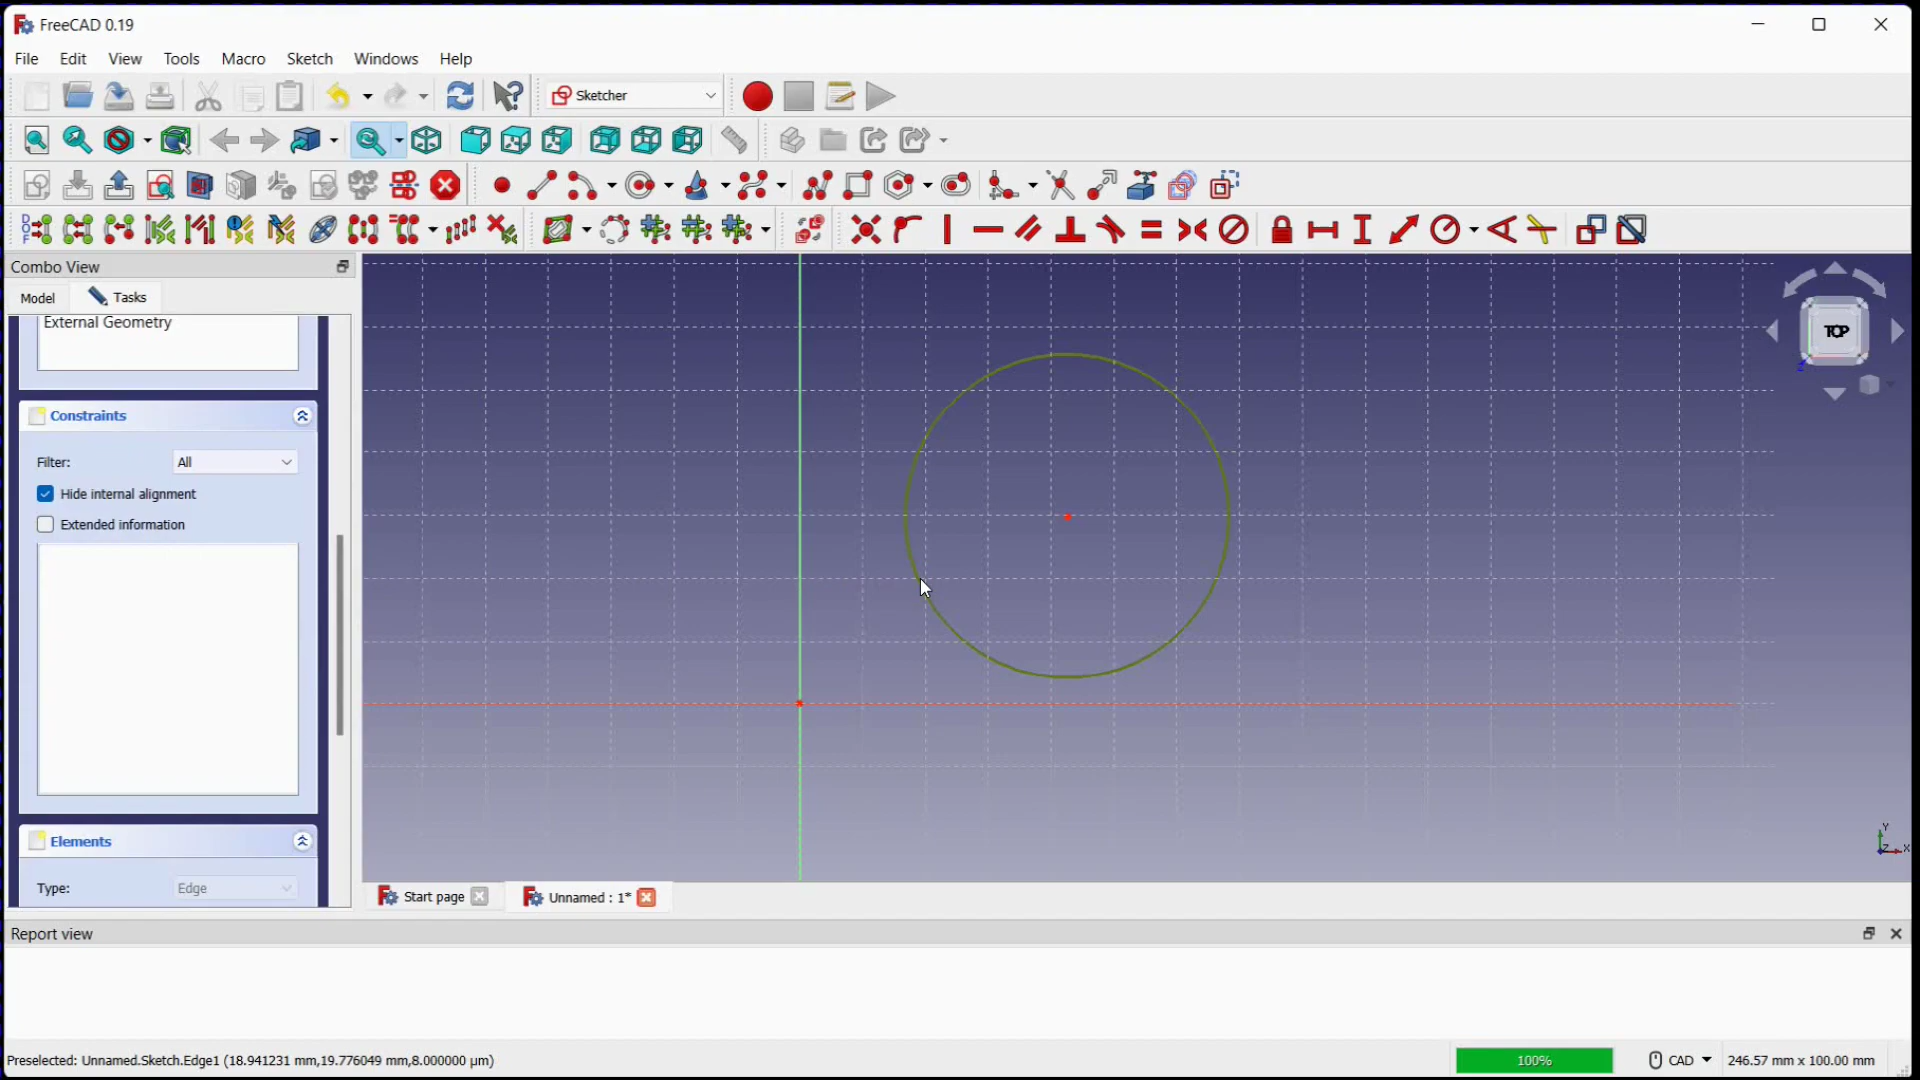 FreeCAD 0.19
File Edit View Tools Macro Sketch Windows Help
Sketcher
Combo View
Model Tasks
External Geometry
Constraints
Filter: All
Hide internal alignment
Extended information
Elements
Type: Edge
TOP
Z
Y
Z X
Start page Unnamed : 1*
Report view
Preselected: Unnamed.Sketch.Edge1 (18.941231 mm,19.776049 mm,8.000000 μm)
100% CAD 246.57 mm x 100.00 mm